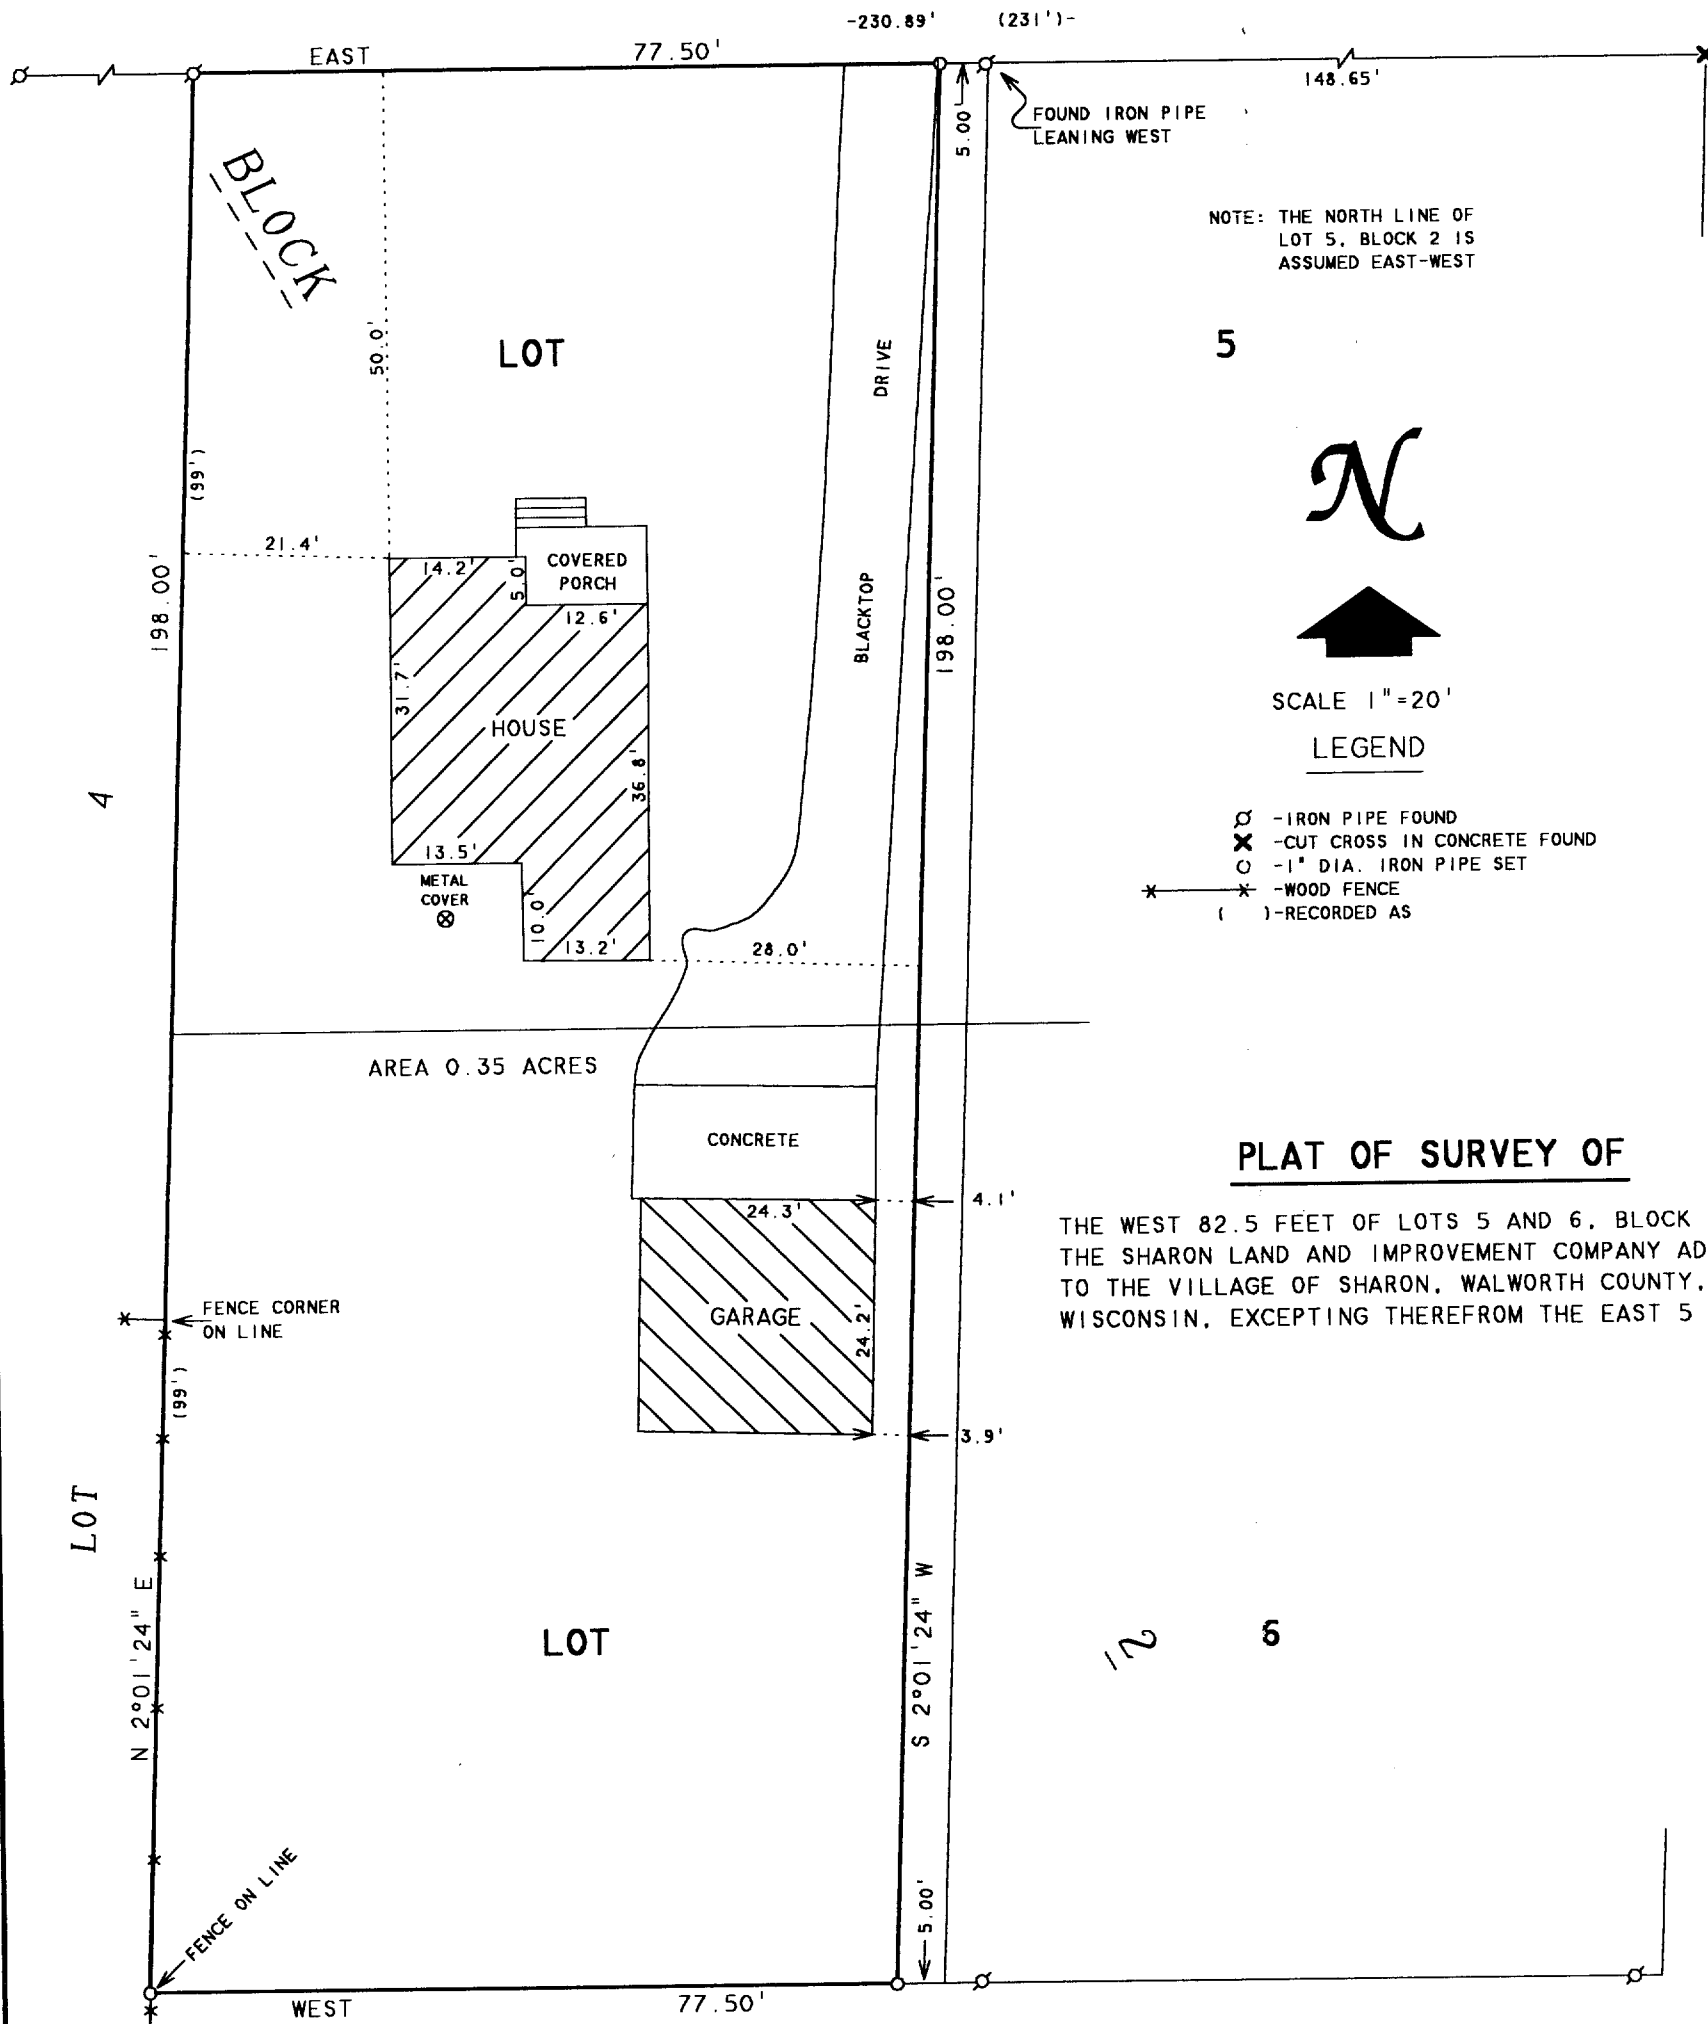 -230.89' (231')-
EAST 77.50'
148.65'
5.00'
FOUND IRON PIPE
LEANING WEST
BLOCK
NOTE: THE NORTH LINE OF
LOT 5, BLOCK 2 IS
ASSUMED EAST-WEST
50.0'
LOT
5
DRIVE
N
(99')
21.4'
198.00'
14.2'
5.0'
COVERED
PORCH
12.6'
BLACKTOP
198.00'
31.7'
HOUSE
36.8'
SCALE 1"=20'
LEGEND
4
-IRON PIPE FOUND
-CUT CROSS IN CONCRETE FOUND
-1" DIA. IRON PIPE SET
-WOOD FENCE
( )-RECORDED AS
13.5'
METAL
COVER
10.0'
13.2'
28.0'
AREA 0.35 ACRES
CONCRETE
PLAT OF SURVEY OF
4.1'
24.3'
THE WEST 82.5 FEET OF LOTS 5 AND 6, BLOCK
THE SHARON LAND AND IMPROVEMENT COMPANY AD
TO THE VILLAGE OF SHARON, WALWORTH COUNTY,
WISCONSIN, EXCEPTING THEREFROM THE EAST 5
FENCE CORNER
ON LINE
GARAGE
24.2'
(99')
3.9'
LOT
N 2°01'24" E
S 2°01'24" W
LOT
2
6
FENCE ON LINE
5.00'
WEST 77.50'